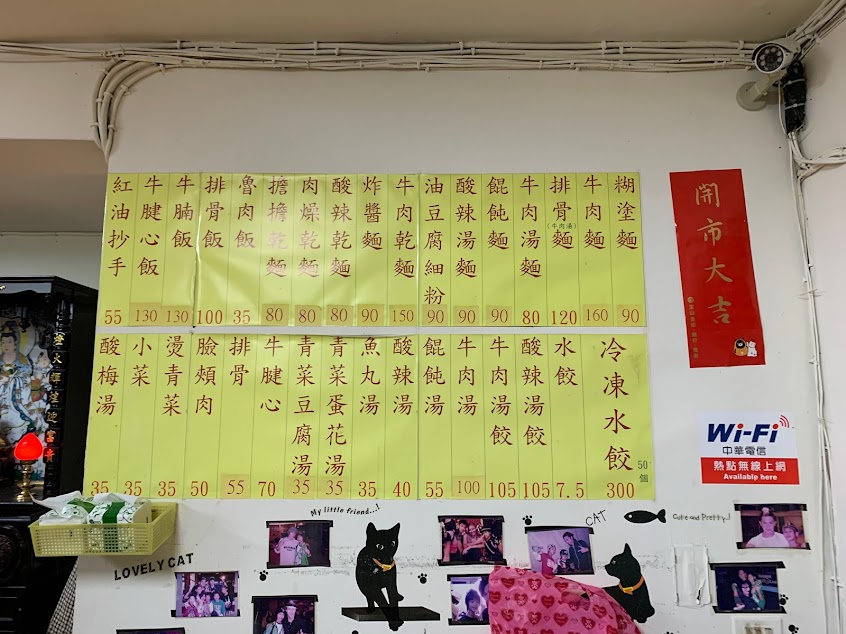 糊塗麵 90
牛肉麵 160
排骨麵 (牛肉湯) 120
牛肉湯麵 80
餛飩麵 90
酸辣湯麵 90
油豆腐細粉 90
牛肉乾麵 150
炸醬麵 90
酸辣乾麵 80
肉燥乾麵 80
擔擔乾麵 80
魯肉飯 35
排骨飯 100
牛腩飯 130
牛腱心飯 130
紅油抄手 55
冷凍水餃 50個 300
水餃 7.5
酸辣湯餃 105
牛肉湯餃 105
牛肉湯 100
餛飩湯 55
酸辣湯 40
魚丸湯 35
青菜蛋花湯 35
青菜豆腐湯 35
牛腱心 70
排骨 55
臉頰肉 50
燙青菜 35
小菜 35
酸梅湯 35
開市大吉
Wi-Fi
中華電信
熱點無線上網
Available here
My little friend...!
CAT
Cute and Pretty..!
LOVELY CAT